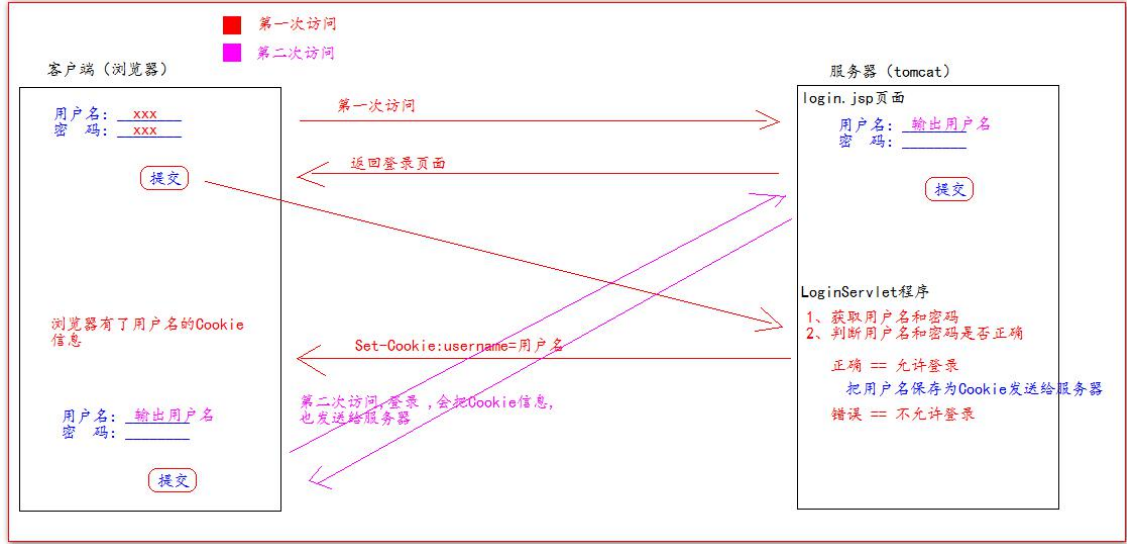 第一次访问
第二次访问
客户端（浏览器）
用户名： xxx
密 码： xxx
提交
浏览器有了用户名的Cookie
信息
用户名： 输出用户名
密 码：
提交
第一次访问
返回登录页面
Set-Cookie:username=用户名
第二次访问,登录 ,会把Cookie信息,
也发送给服务器
服务器（tomcat）
login.jsp页面
用户名： 输出用户名
密 码：
提交
LoginServlet程序
1、获取用户名和密码
2、判断用户名和密码是否正确
正确 == 允许登录
把用户名保存为Cookie发送给服务器
错误 == 不允许登录